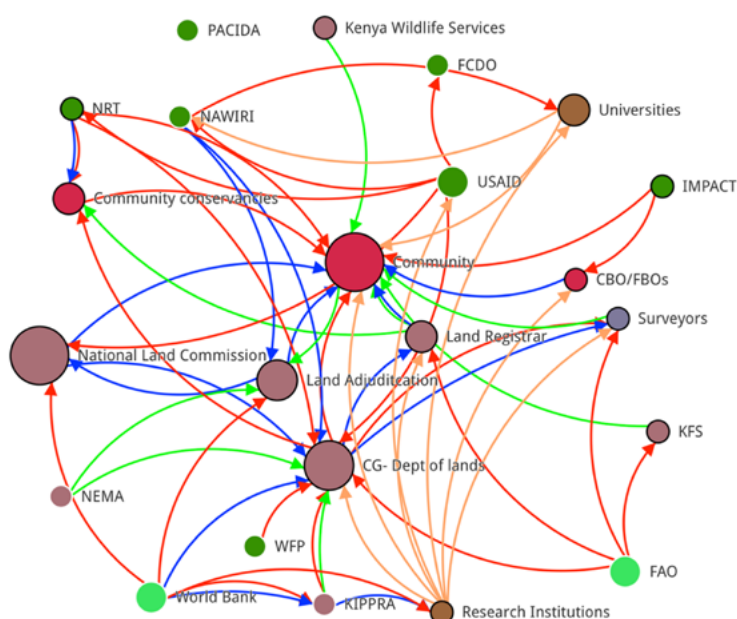 Kenya Wildlife Services
PACIDA
FCDO
NRT
NAWIRI
Universities
USAID
IMPACT
Community conservancies
Community
CBO/FBOs
Surveyors
Land Registrar
National Land Commission
Land Adjuditcation
KFS
CG- Dept of lands
NEMA
WFP
FAO
World Bank
KIPPRA
Research Institutions